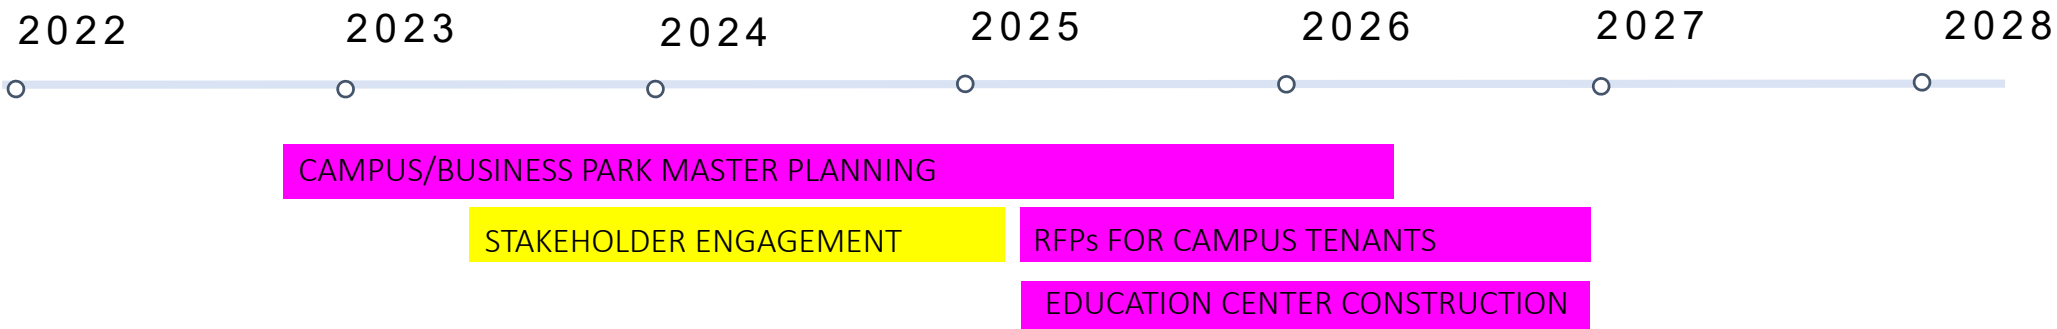 2022 2023 2024 2025 2026 2027 2028
CAMPUS/BUSINESS PARK MASTER PLANNING
STAKEHOLDER ENGAGEMENT
RFPs FOR CAMPUS TENANTS
EDUCATION CENTER CONSTRUCTION